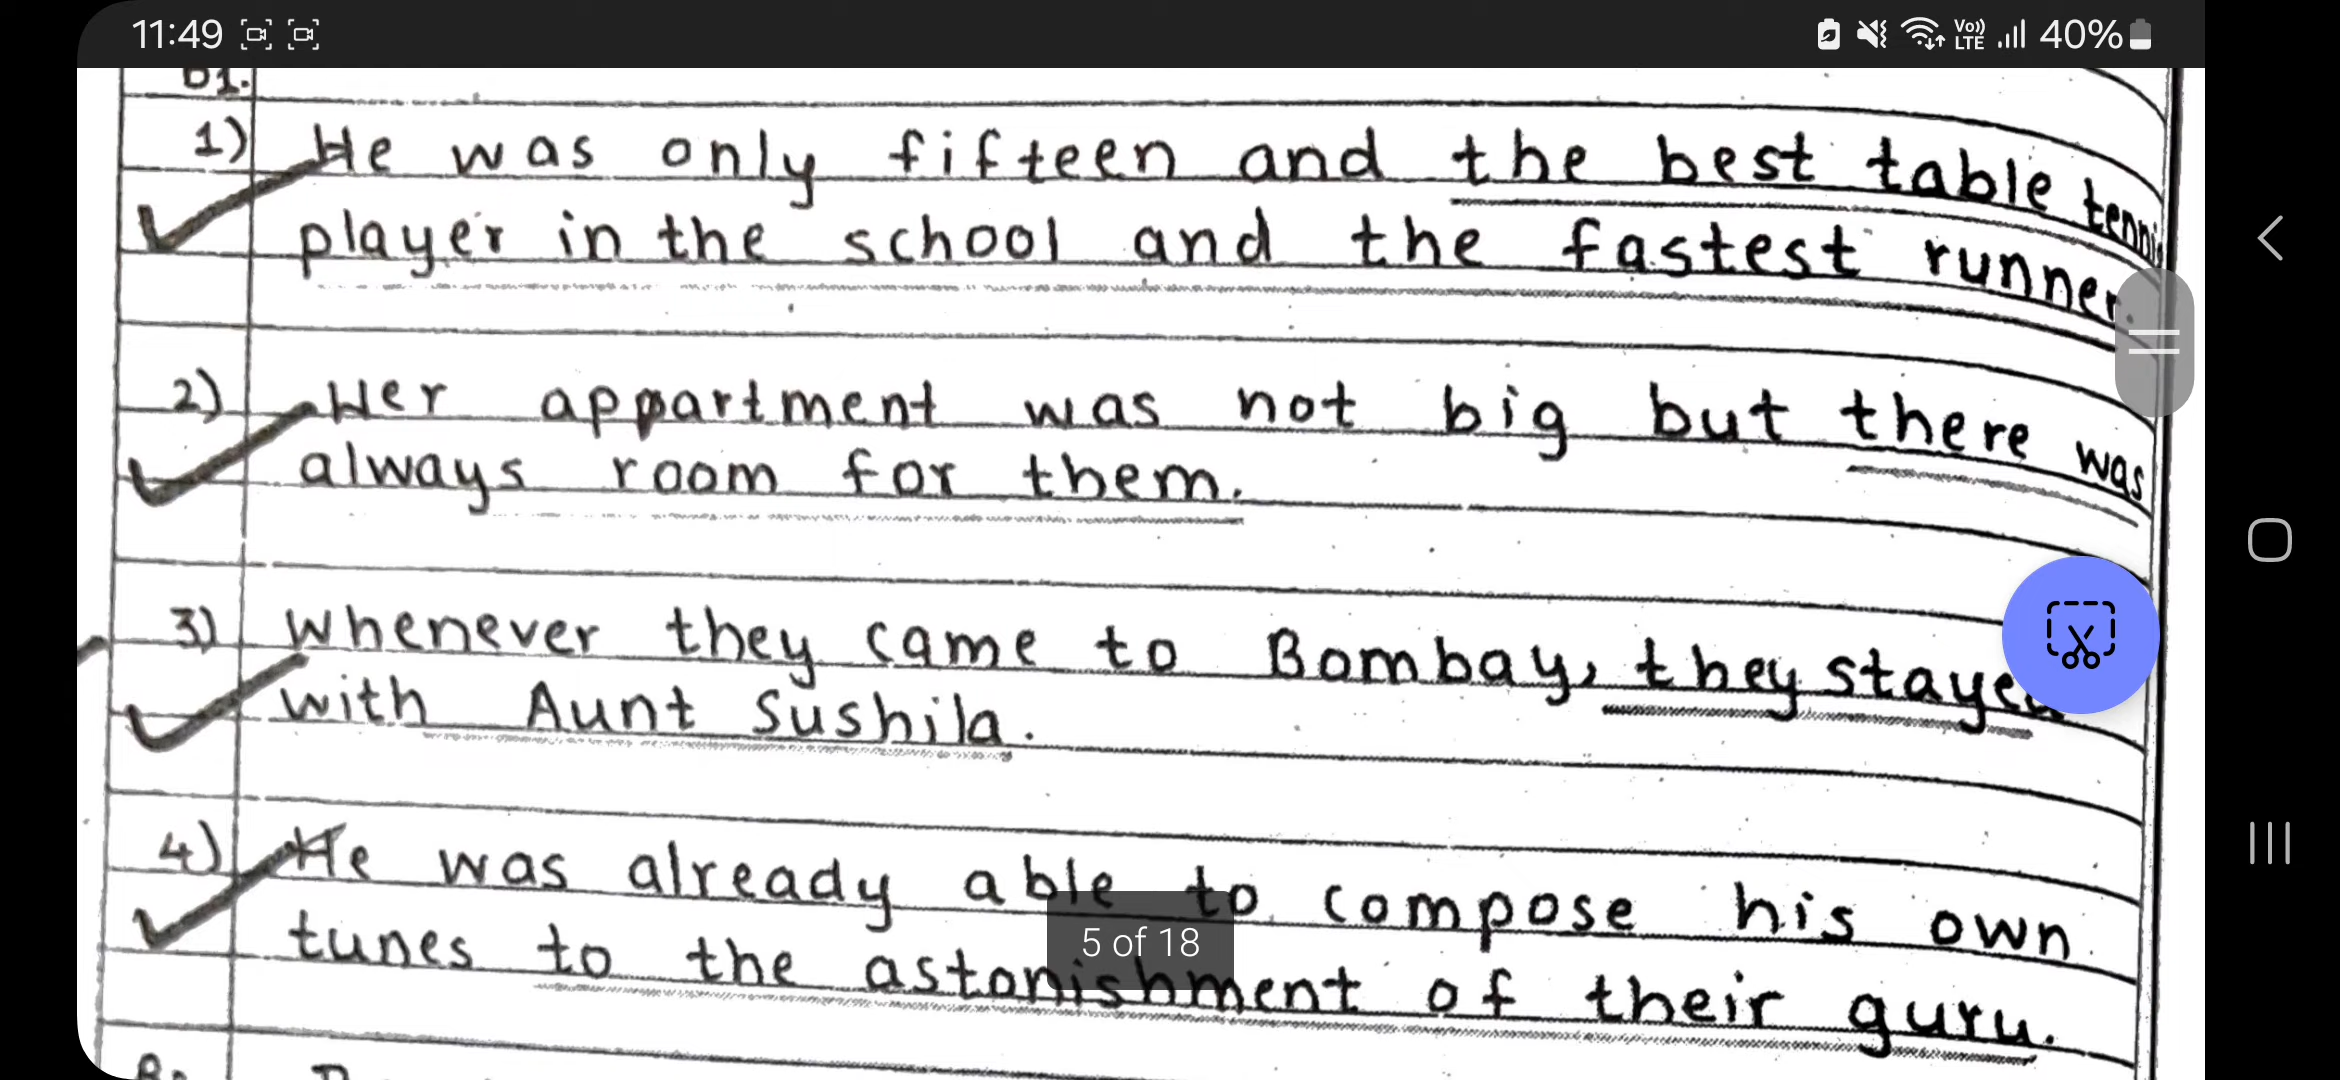 11:49 Vo)) LTE 40%
B1.
1) He was only fifteen and the best table tennis
player in the school and the fastest runner.
2) Her appartment was not big but there was
always room for them.
3) Whenever they came to Bombay, they stayed
with Aunt Sushila.
4) He was already able to compose his own
tunes to the astonishment of their guru.
5 of 18